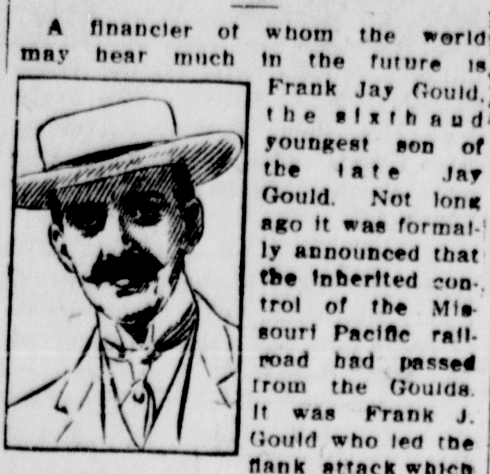 A financier of whom the world
may hear much in the future is
Frank Jay Gould,
the sixth and
youngest son of
the late Jay
Gould. Not long
ago it was formal-
ly announced that
the inherited con-
trol of the Mis-
souri Pacific rail-
road had passed
from the Goulds.
It was Frank J.
Gould who led the
flank attack which